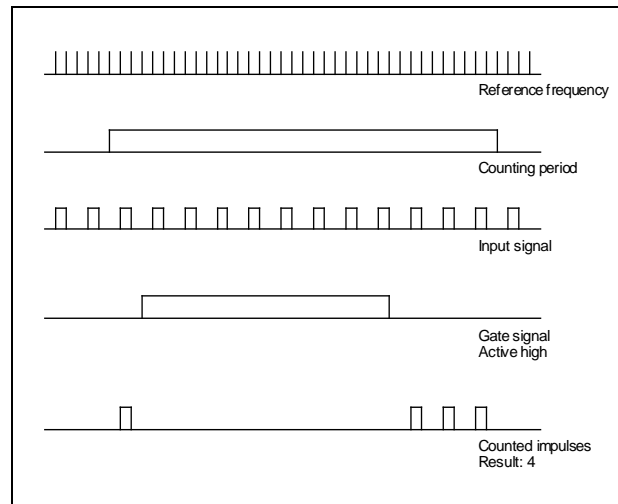 Reference frequency
Counting period
Input signal
Gate signal
Active high
Counted impulses
Result: 4